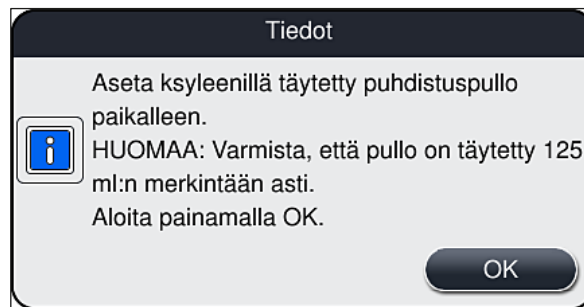 Tiedot
Aseta ksyleenillä täytetty puhdistuspullo
paikalleen.
HUOMAA: Varmista, että pullo on täytetty 125
ml:n merkintään asti.
Aloita painamalla OK.
OK